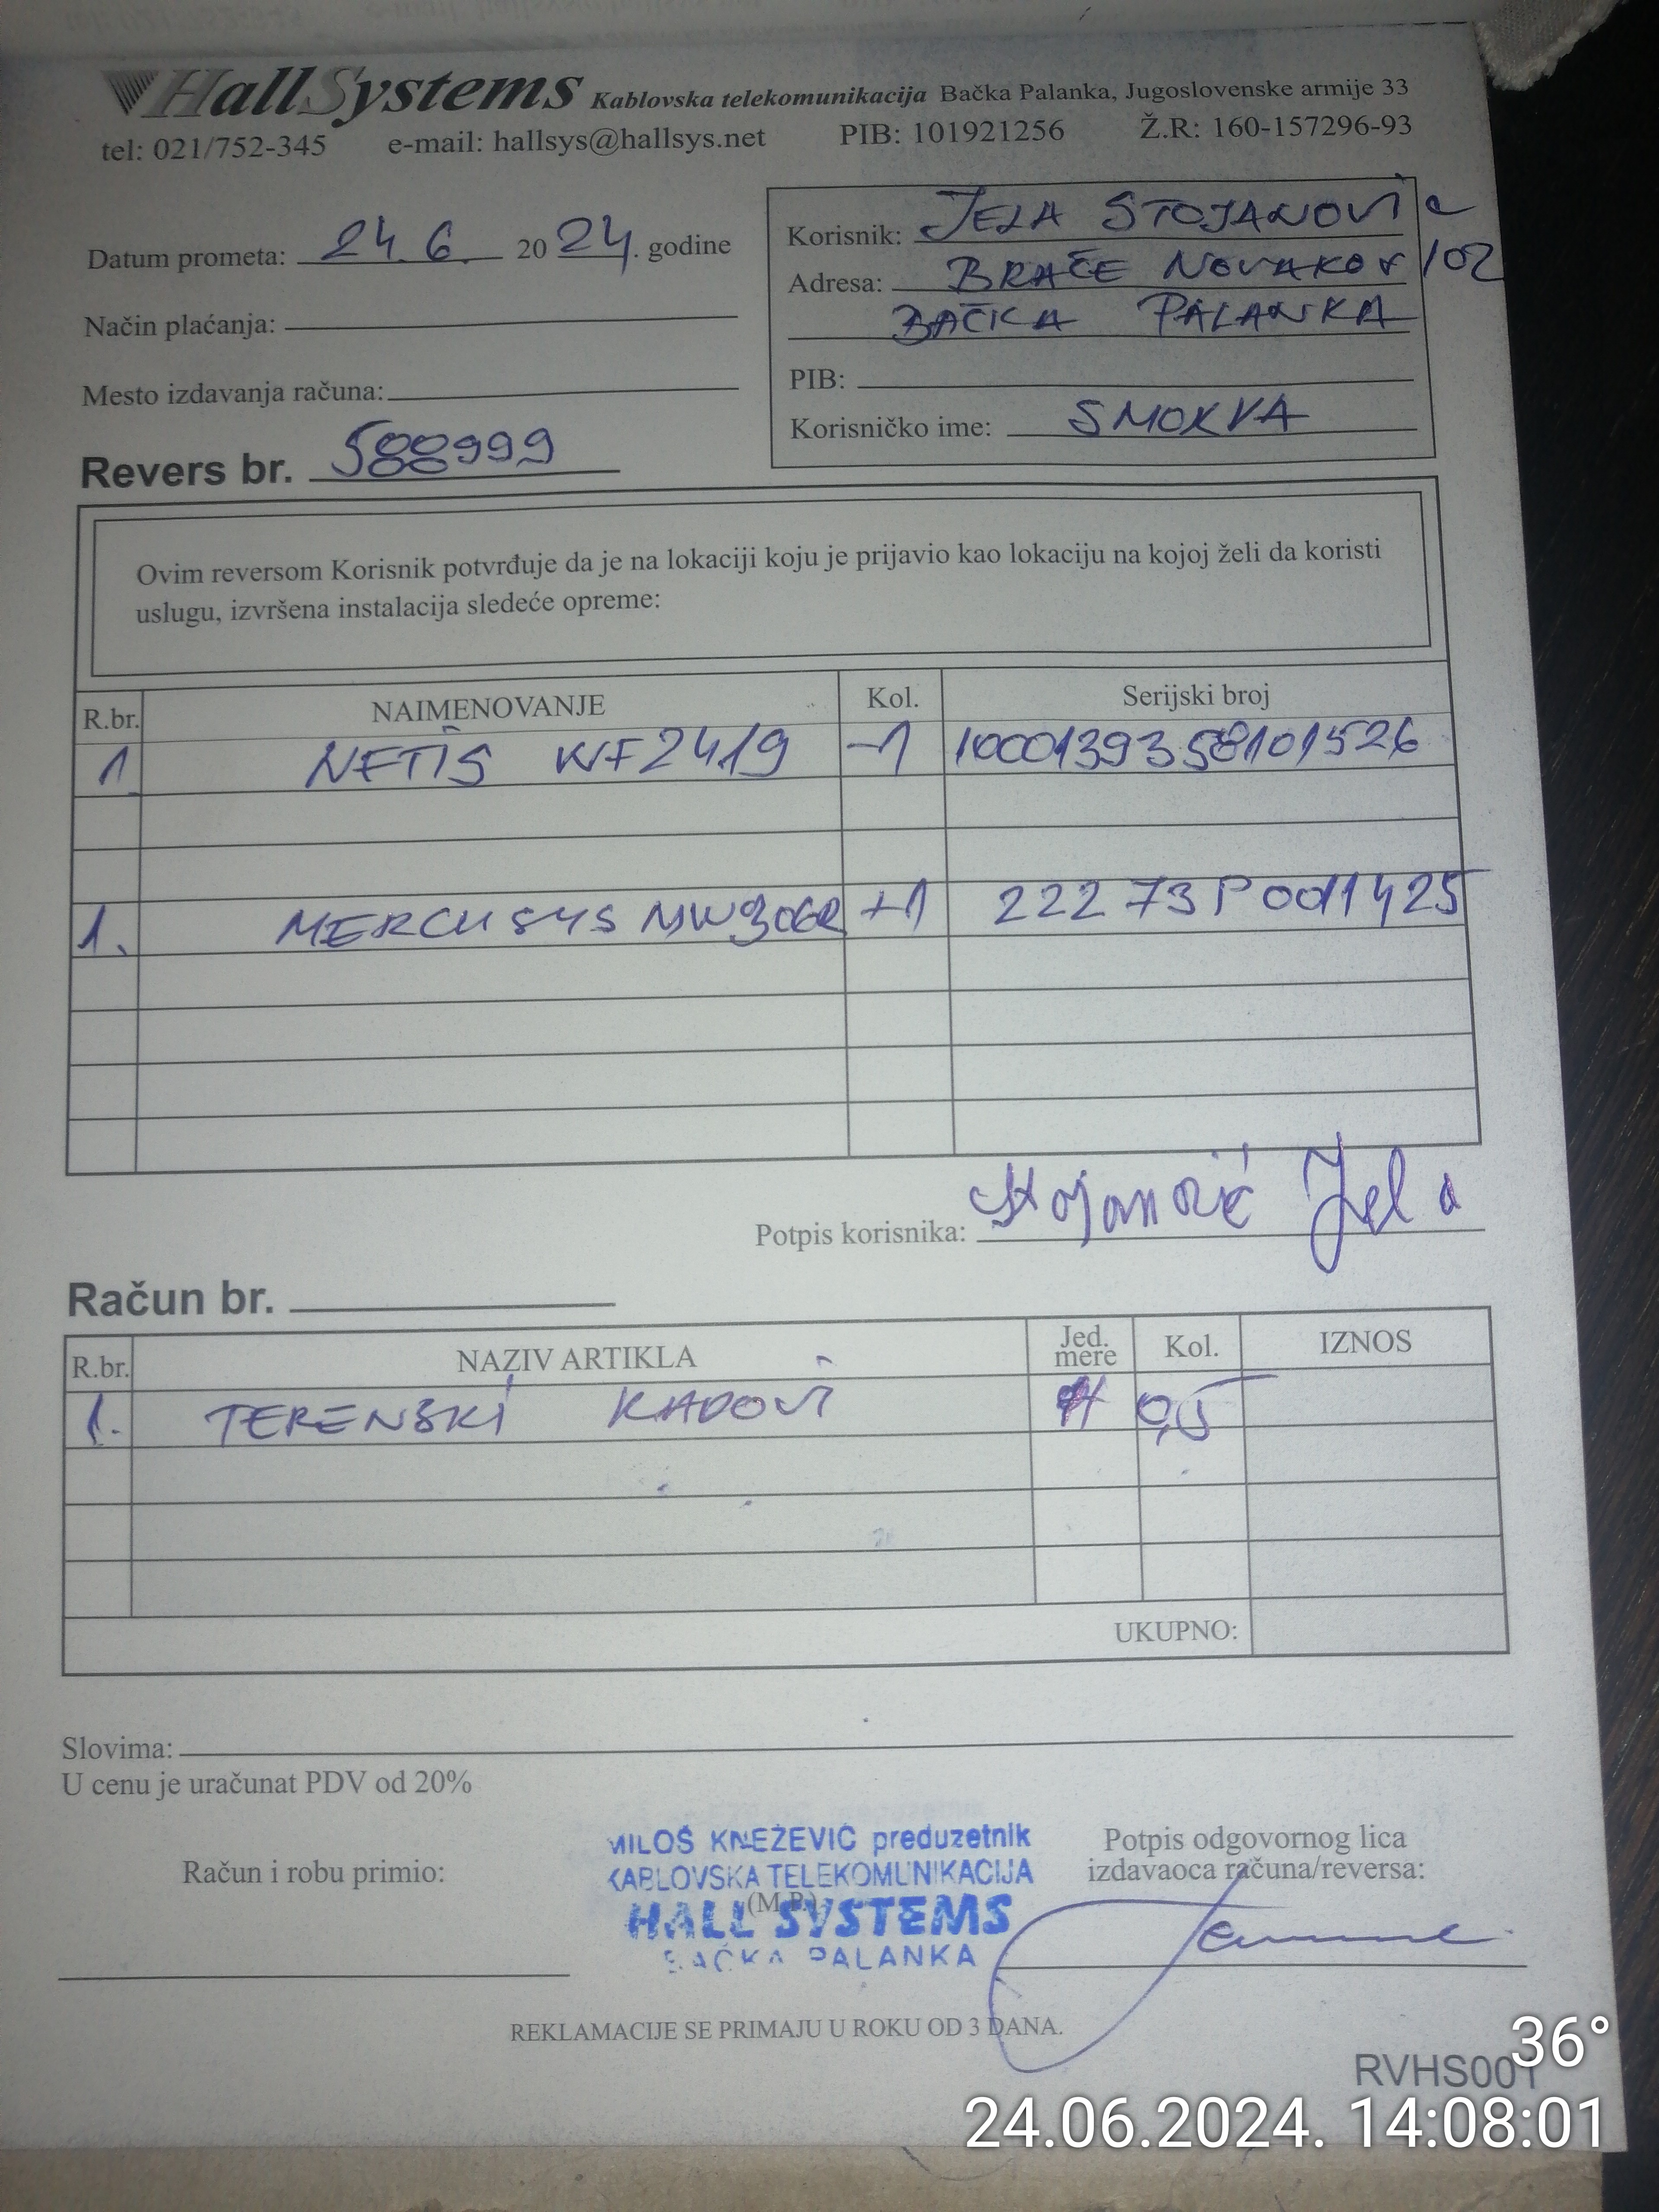 HallSystems Kablovska telekomunikacija Bačka Palanka, Jugoslovenske armije 33
tel: 021/752-345 e-mail: hallsys@hallsys.net PIB: 101921256 Ž.R: 160-157296-93
Datum prometa: 24. 6. 2024. godine
Način plaćanja:
Mesto izdavanja računa:
Revers br. 588999
Korisnik: JELA STOJANOVIĆ
Adresa: BRAĆE NOVAKOV 102
BAČKA PALANKA
PIB:
Korisničko ime: SMOKVA
Ovim reversom Korisnik potvrđuje da je na lokaciji koju je prijavio kao lokaciju na kojoj želi da koristi
uslugu, izvršena instalacija sledeće opreme:
R.br. NAIMENOVANJE Kol. Serijski broj
1. NETIS WF2419 -1 1000139358101526
1. MERCUSYS MW306R +1 22273P0011425
Potpis korisnika: Stojanović Jela
Račun br.
R.br. NAZIV ARTIKLA Jed. mere Kol. IZNOS
1. TERENSKI RADOVI H 0,5
UKUPNO:
Slovima:
U cenu je uračunat PDV od 20%
Račun i robu primio:
MILOŠ KNEŽEVIĆ preduzetnik
KABLOVSKA TELEKOMUNIKACIJA
(M.P.)
HALL SYSTEMS
BAČKA PALANKA
Potpis odgovornog lica
izdavaoca računa/reversa:
REKLAMACIJE SE PRIMAJU U ROKU OD 3 DANA.
RVHS001
36°
24.06.2024. 14:08:01